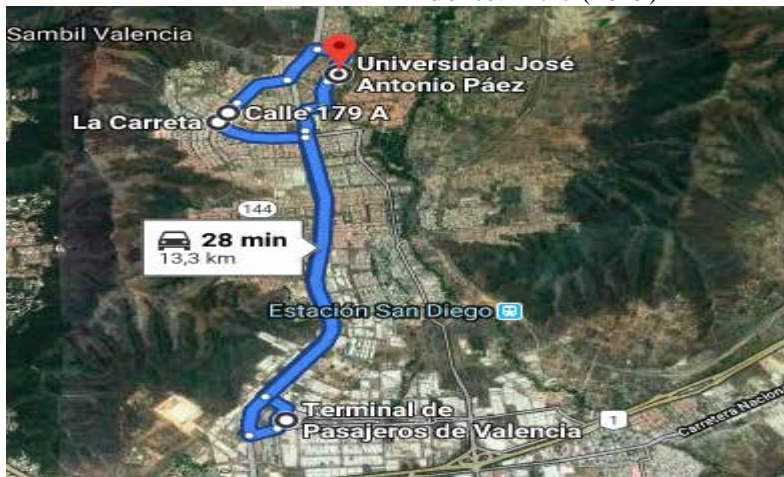 Sambil Valencia
Universidad José
Antonio Páez
Calle 179 A
La Carreta
144
28 min
13,3 km
Estación San Diego
Terminal de
Pasajeros de Valencia
1
Carretera Nacion